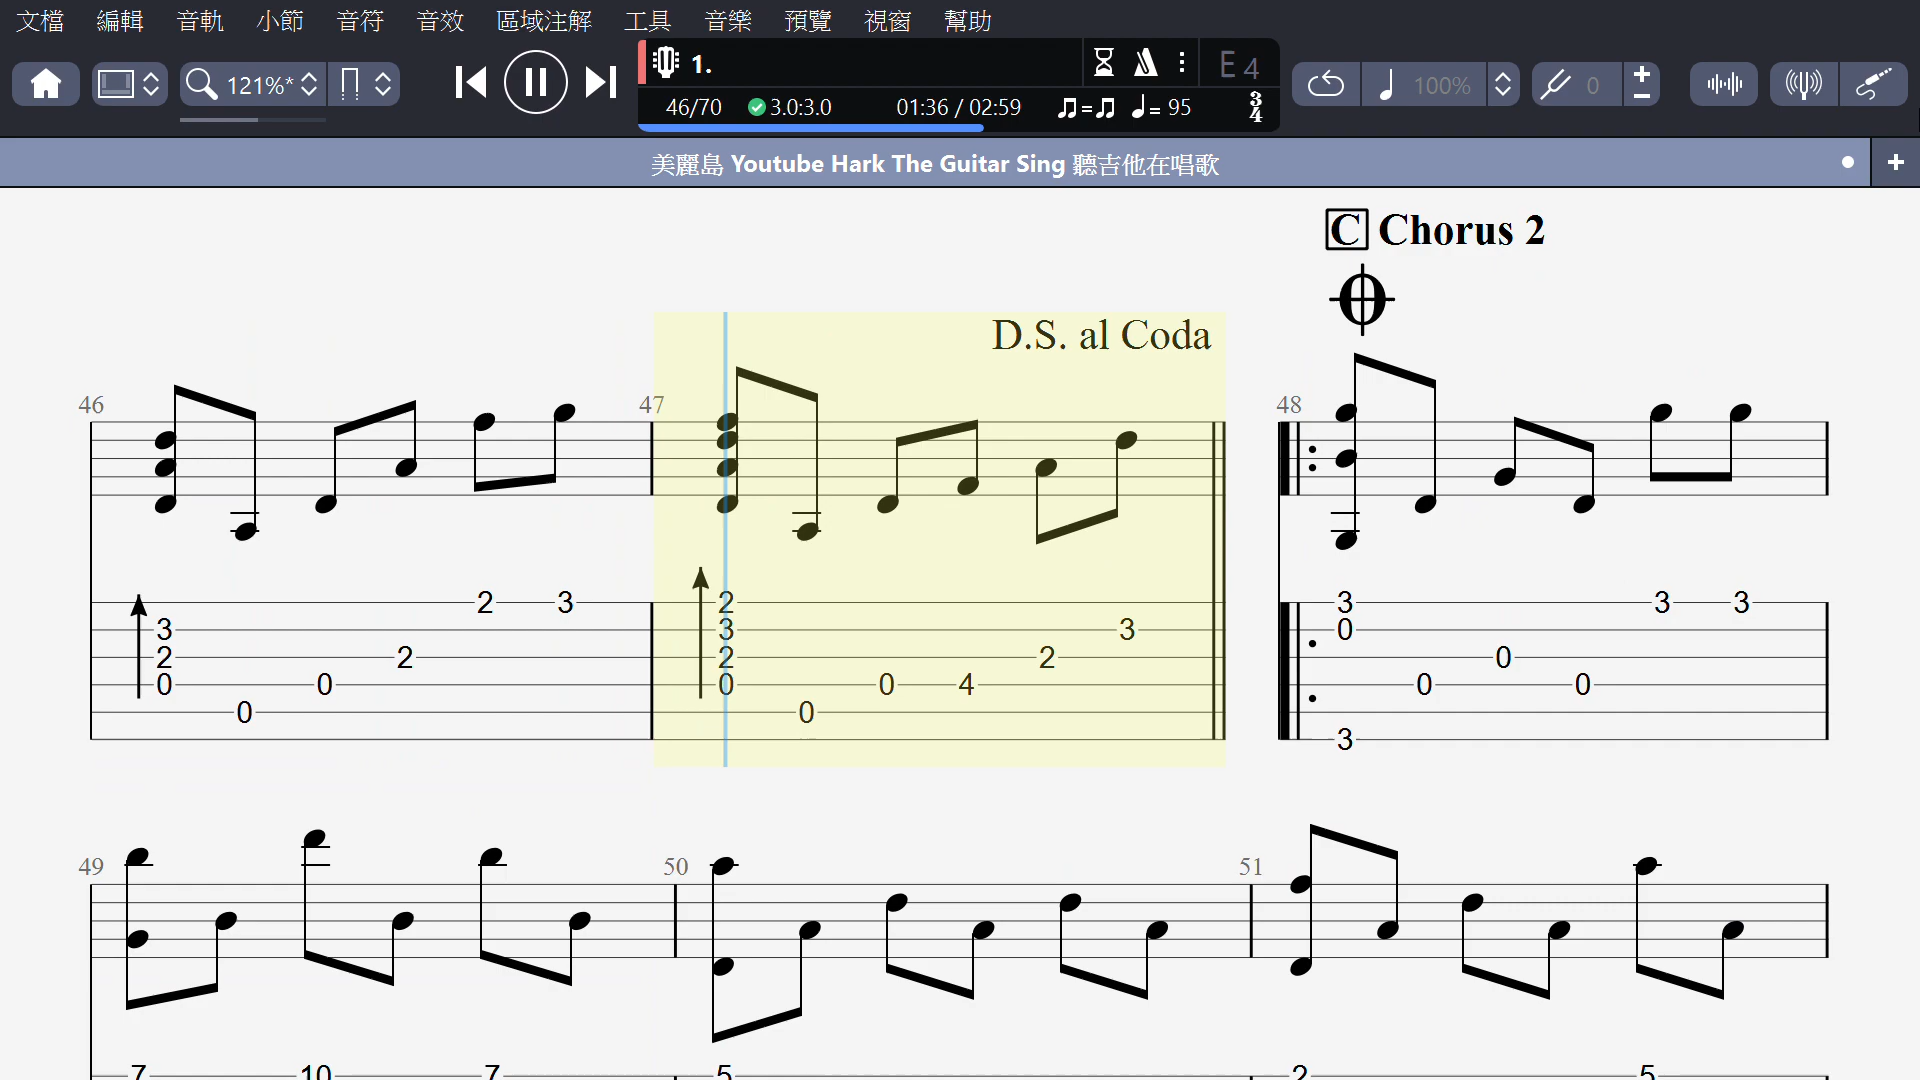 文檔 編輯 音軌 小節 音符 音效 區域注解 工具 音樂 預覽 視窗 幫助
121%*
1.
E 4
46/70 3.0:3.0 01:36 / 02:59 = = 95 3 4
100%
0
美麗島 Youtube Hark The Guitar Sing 聽吉他在唱歌
C Chorus 2
D.S. al Coda
46 47 48
2 3 2 3 3 3
3 3 3 0
2 2 2 2 0
0 0 0 0 4 0 0
0 0
3
49 50 51
7 10 7 5 2 5